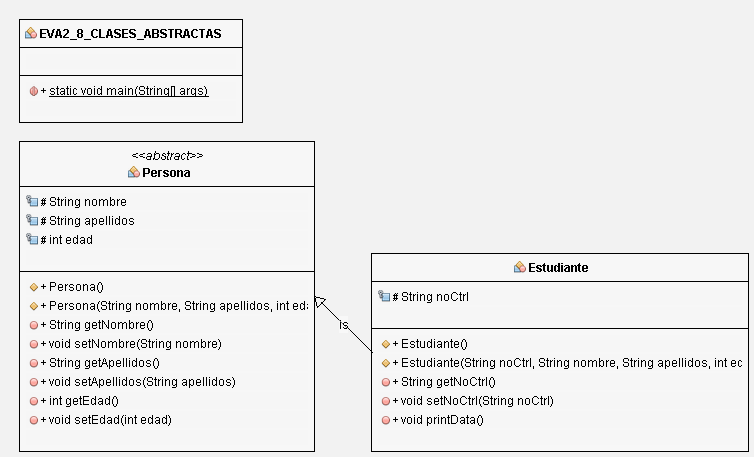 EVA2_8_CLASES_ABSTRACTAS
+ static void main(String[] args)
<<abstract>>
Persona
# String nombre
# String apellidos
# int edad
+ Persona()
+ Persona(String nombre, String apellidos, int eda
+ String getNombre()
+ void setNombre(String nombre)
+ String getApellidos()
+ void setApellidos(String apellidos)
+ int getEdad()
+ void setEdad(int edad)
is
Estudiante
# String noCtrl
+ Estudiante()
+ Estudiante(String noCtrl, String nombre, String apellidos, int ec
+ String getNoCtrl()
+ void setNoCtrl(String noCtrl)
+ void printData()